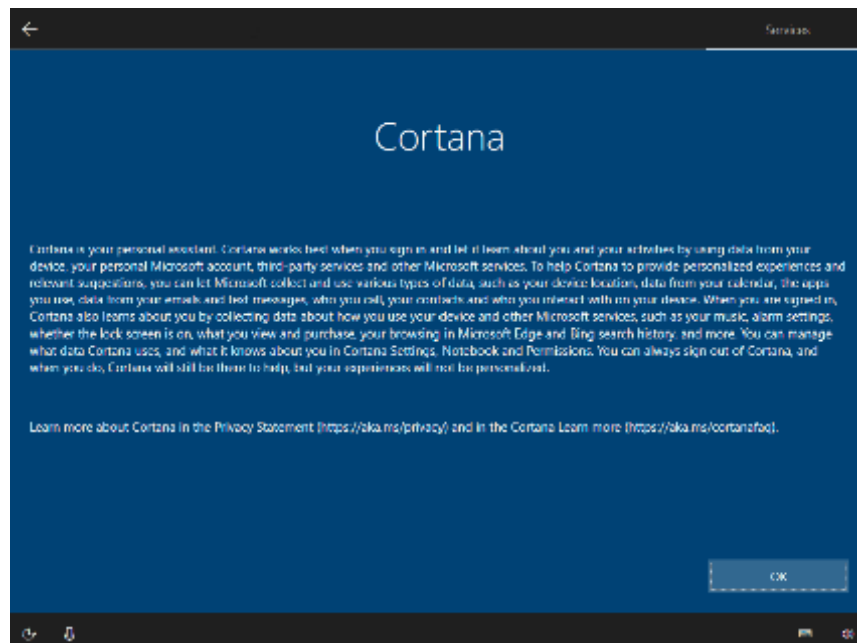 Services
Cortana
Cortana is your personal assistant. Cortana works best when you sign in and let it learn about you and your activities by using data from your
device, your personal Microsoft account, third-party services and other Microsoft services. To help Cortana to provide personalized experiences and
relevant suggestions, you can let Microsoft collect and use various types of data, such as your device location, data from your calendar, the apps
you use, data from your emails and text messages, who you call, your contacts and who you interact with on your device. When you are signed in,
Cortana also learns about you by collecting data about how you use your device and other Microsoft services, such as your music, alarm settings,
whether the lock screen is on, what you view and purchase, your browsing in Microsoft Edge and Bing search history, and more. You can manage
what data Cortana uses, and what it knows about you in Cortana Settings, Notebook and Permissions. You can always sign out of Cortana, and
when you do, Cortana will still be there to help, but your experiences will not be personalized.
Learn more about Cortana in the Privacy Statement (https://aka.ms/privacy) and in the Cortana Learn more (https://aka.ms/cortanafaq).
OK